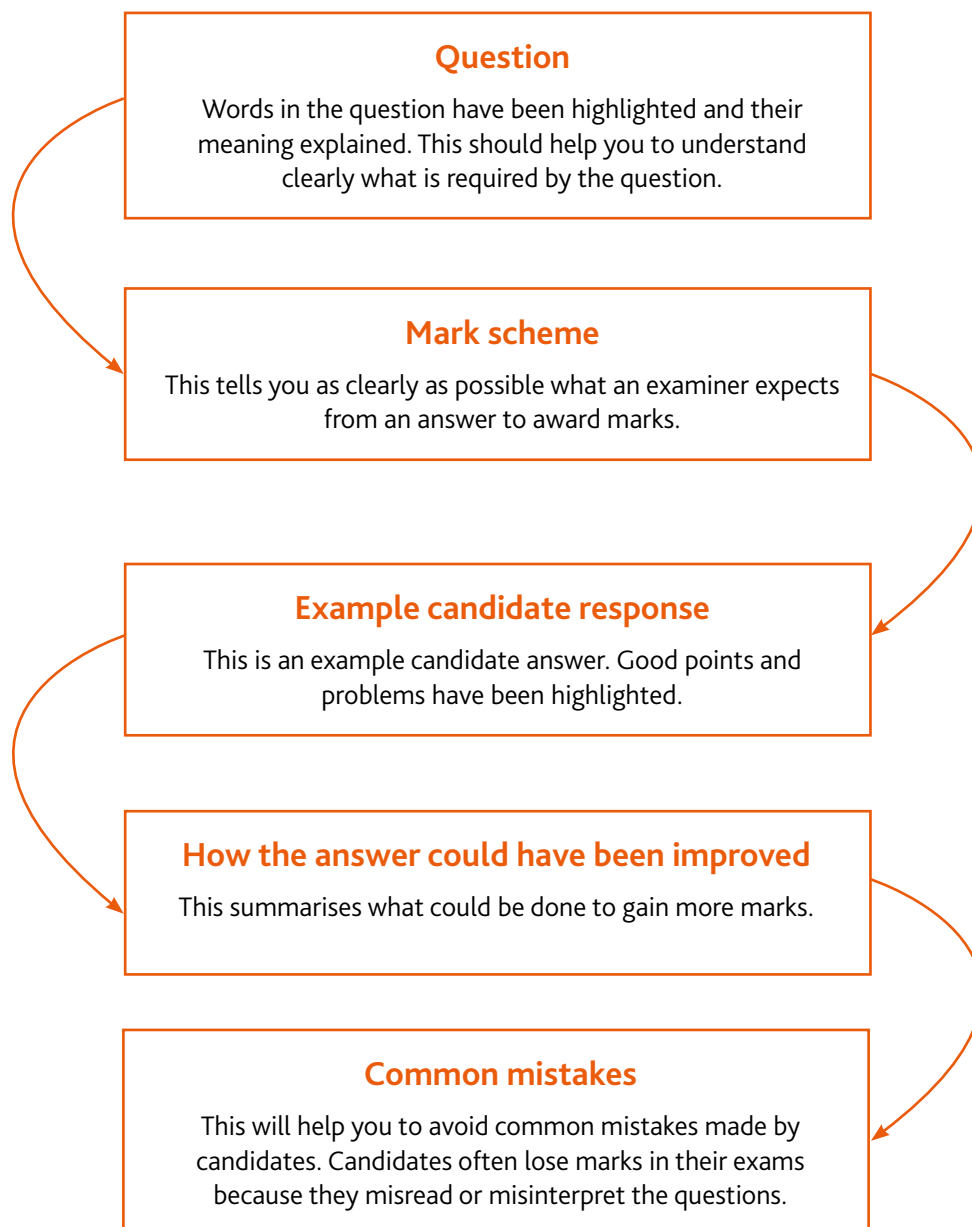 Question
Words in the question have been highlighted and their
meaning explained. This should help you to understand
clearly what is required by the question.
Mark scheme
This tells you as clearly as possible what an examiner expects
from an answer to award marks.
Example candidate response
This is an example candidate answer. Good points and
problems have been highlighted.
How the answer could have been improved
This summarises what could be done to gain more marks.
Common mistakes
This will help you to avoid common mistakes made by
candidates. Candidates often lose marks in their exams
because they misread or misinterpret the questions.